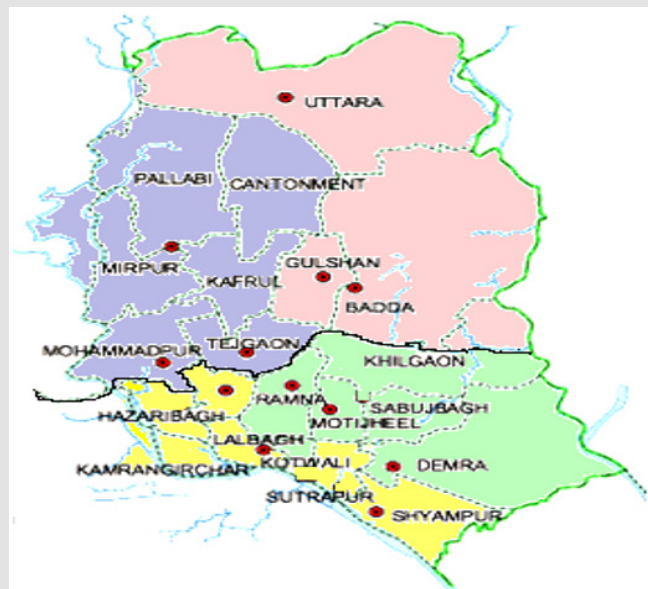 UTTARA
PALLABI
CANTONMENT
MIRPUR
KAFRUL
GULSHAN
BADDA
MOHAMMADPUR
TEJGAON
KHILGAON
HAZARIBAGH
RAMNA
SABUJBAGH
MOTIJHEEL
LALBAGH
KOTWALI
KAMRANGIRCHAR
DEMRA
SUTRAPUR
SHYAMPUR